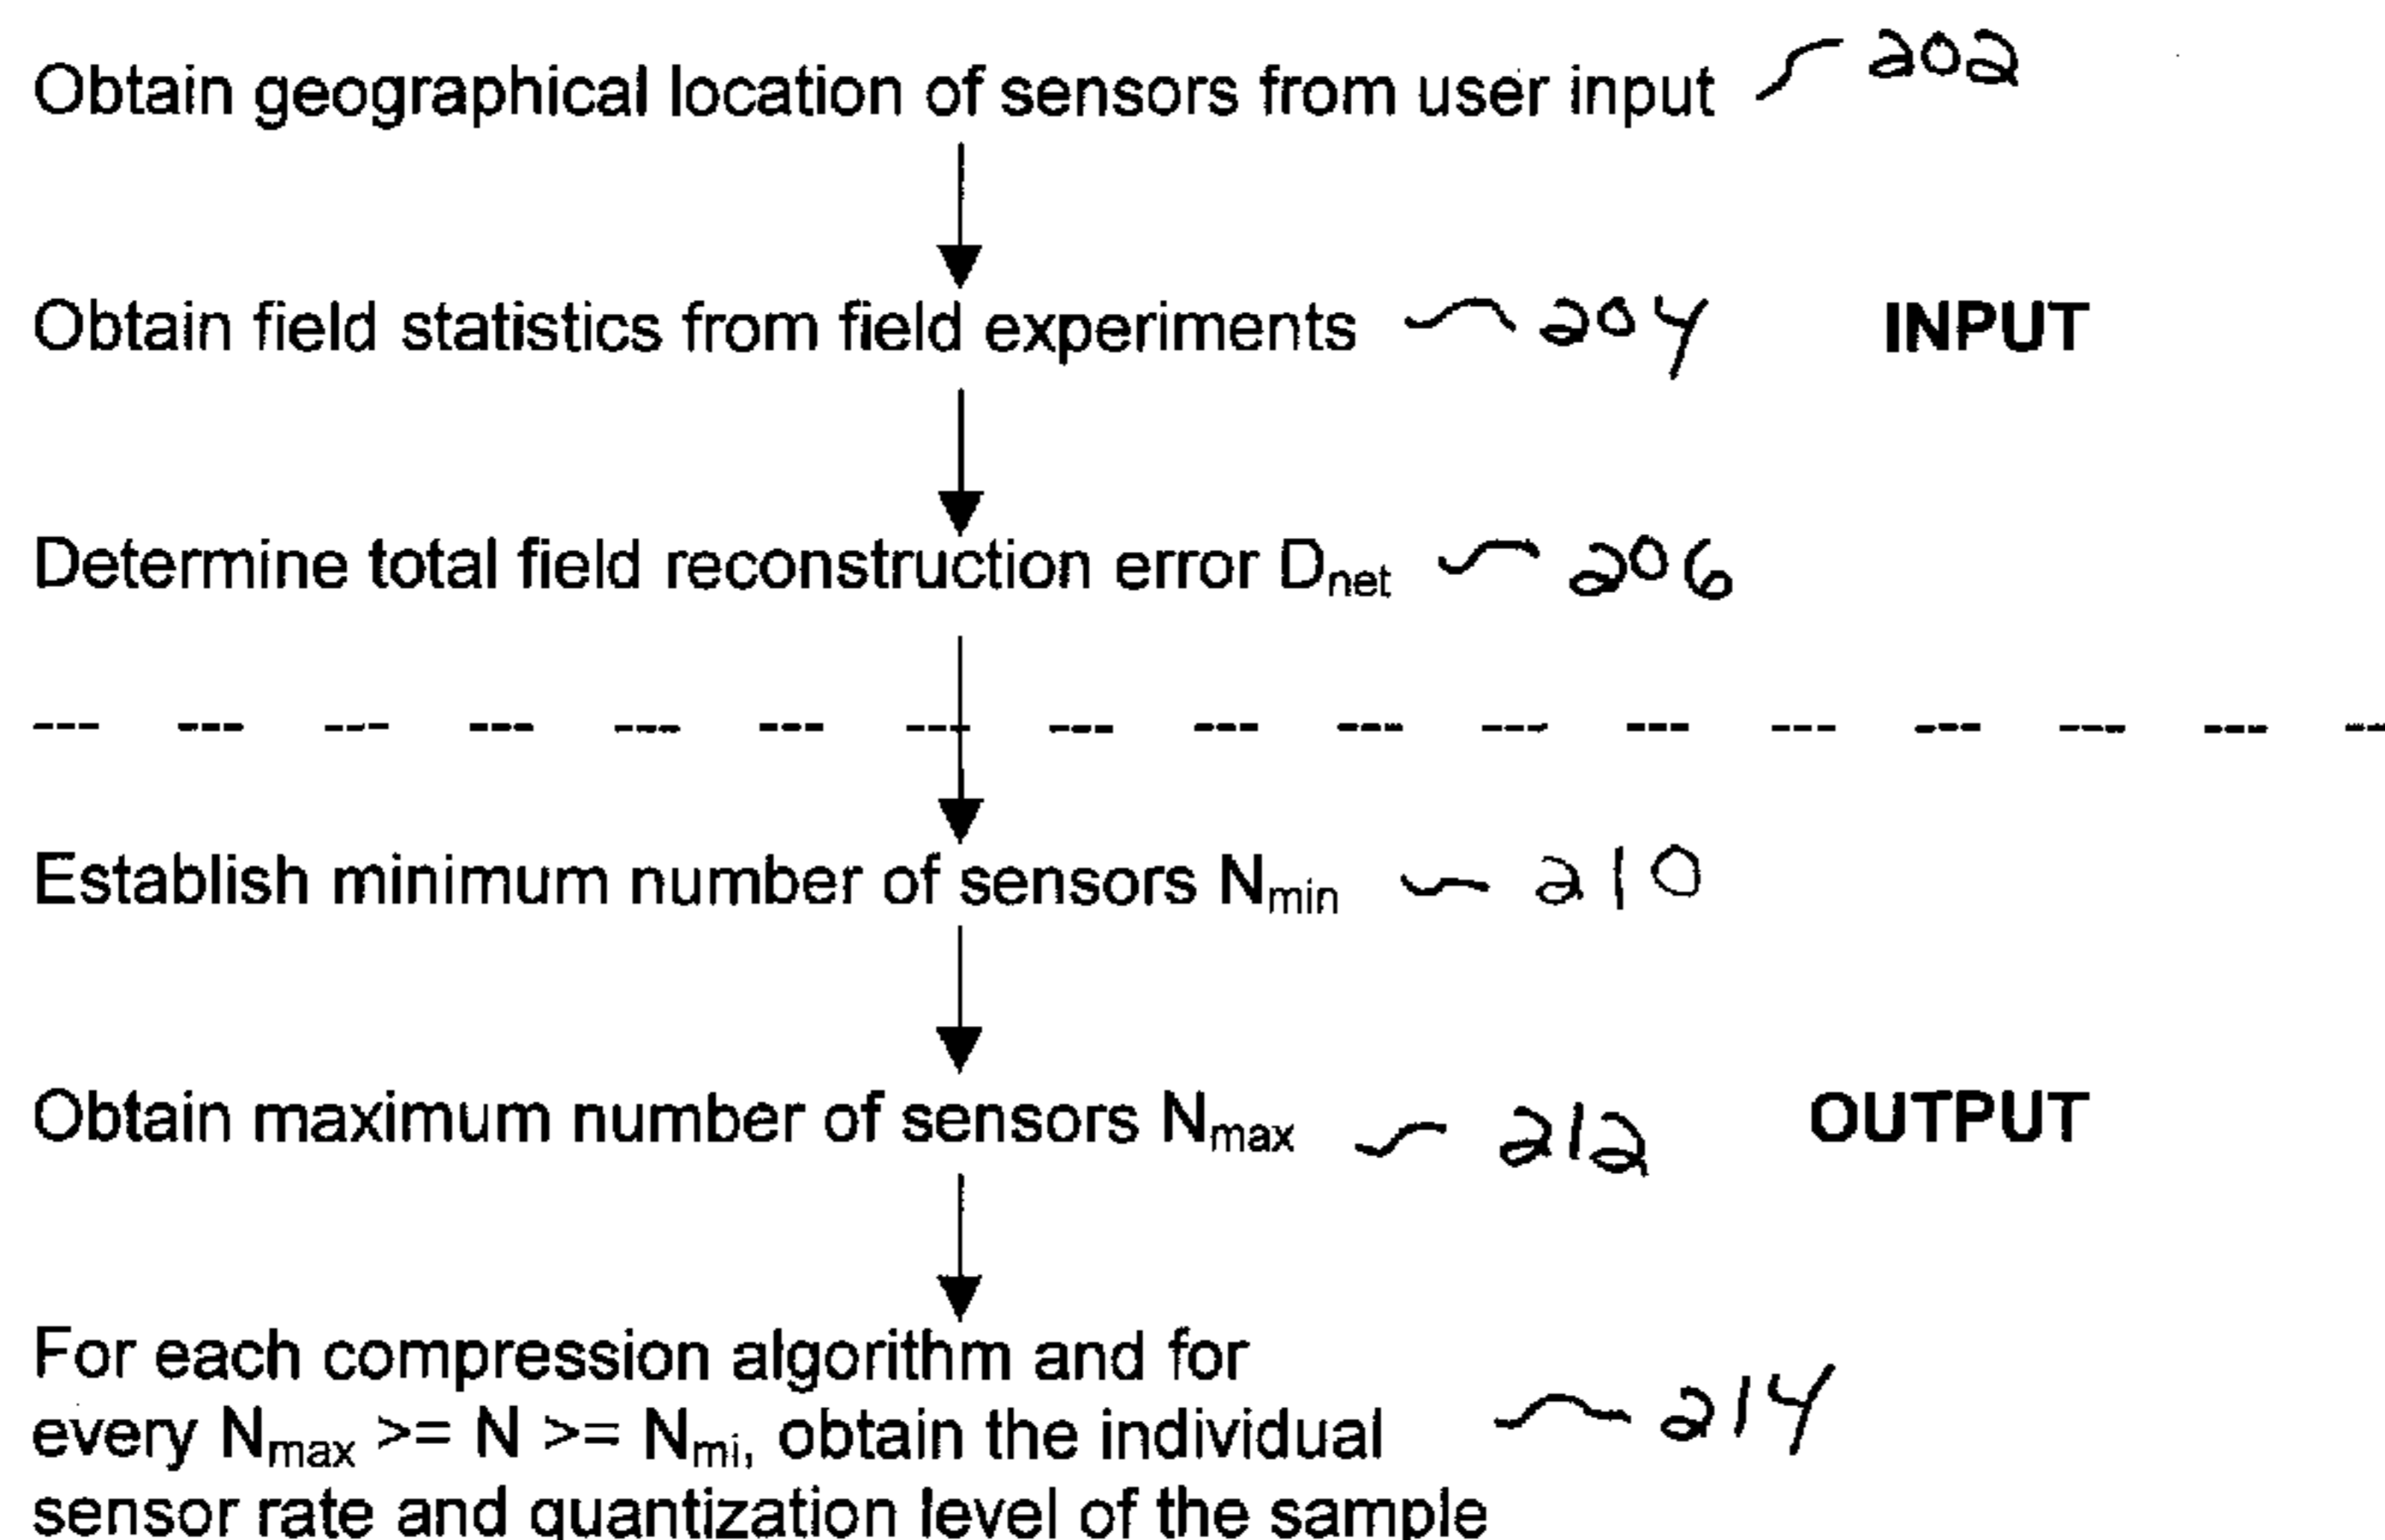 Obtain geographical location of sensors from user input 202
Obtain field statistics from field experiments 204 INPUT
Determine total field reconstruction error Dnet 206
Establish minimum number of sensors Nmin 210
Obtain maximum number of sensors Nmax 212 OUTPUT
For each compression algorithm and for
every Nmax >= N >= Nmi, obtain the individual 214
sensor rate and quantization level of the sample